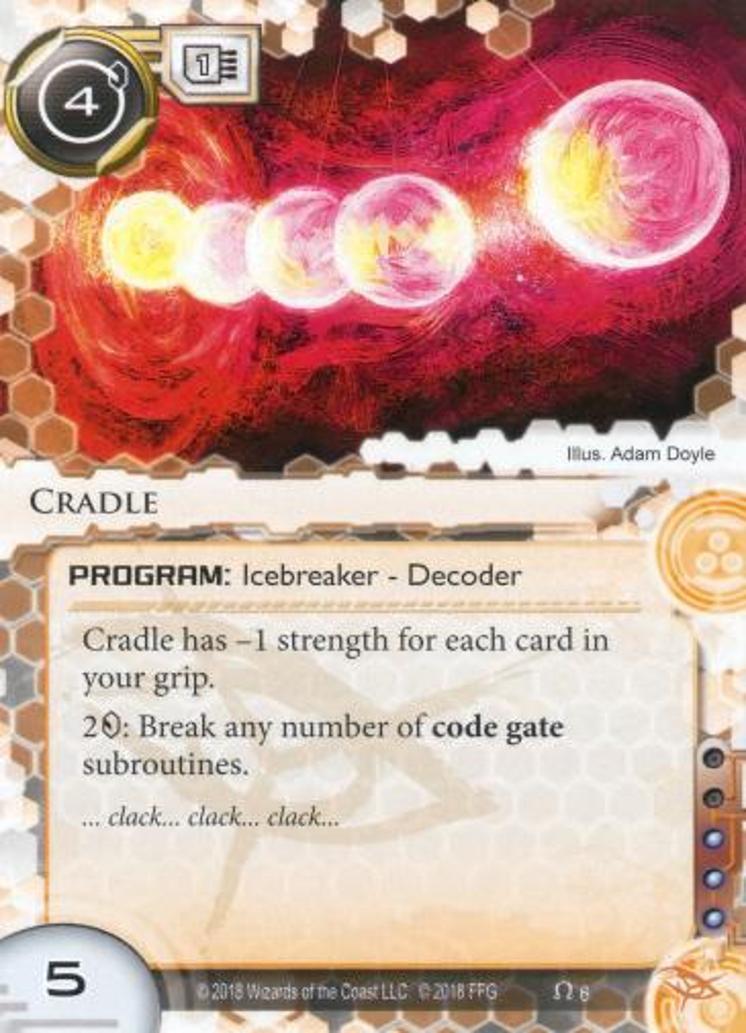 4
1
Illus. Adam Doyle
CRADLE
PROGRAM: Icebreaker - Decoder
Cradle has –1 strength for each card in
your grip.
2: Break any number of code gate
subroutines.
... clack... clack... clack...
5
© 2018 Wizards of the Coast LLC © 2018 FFG Ω 6